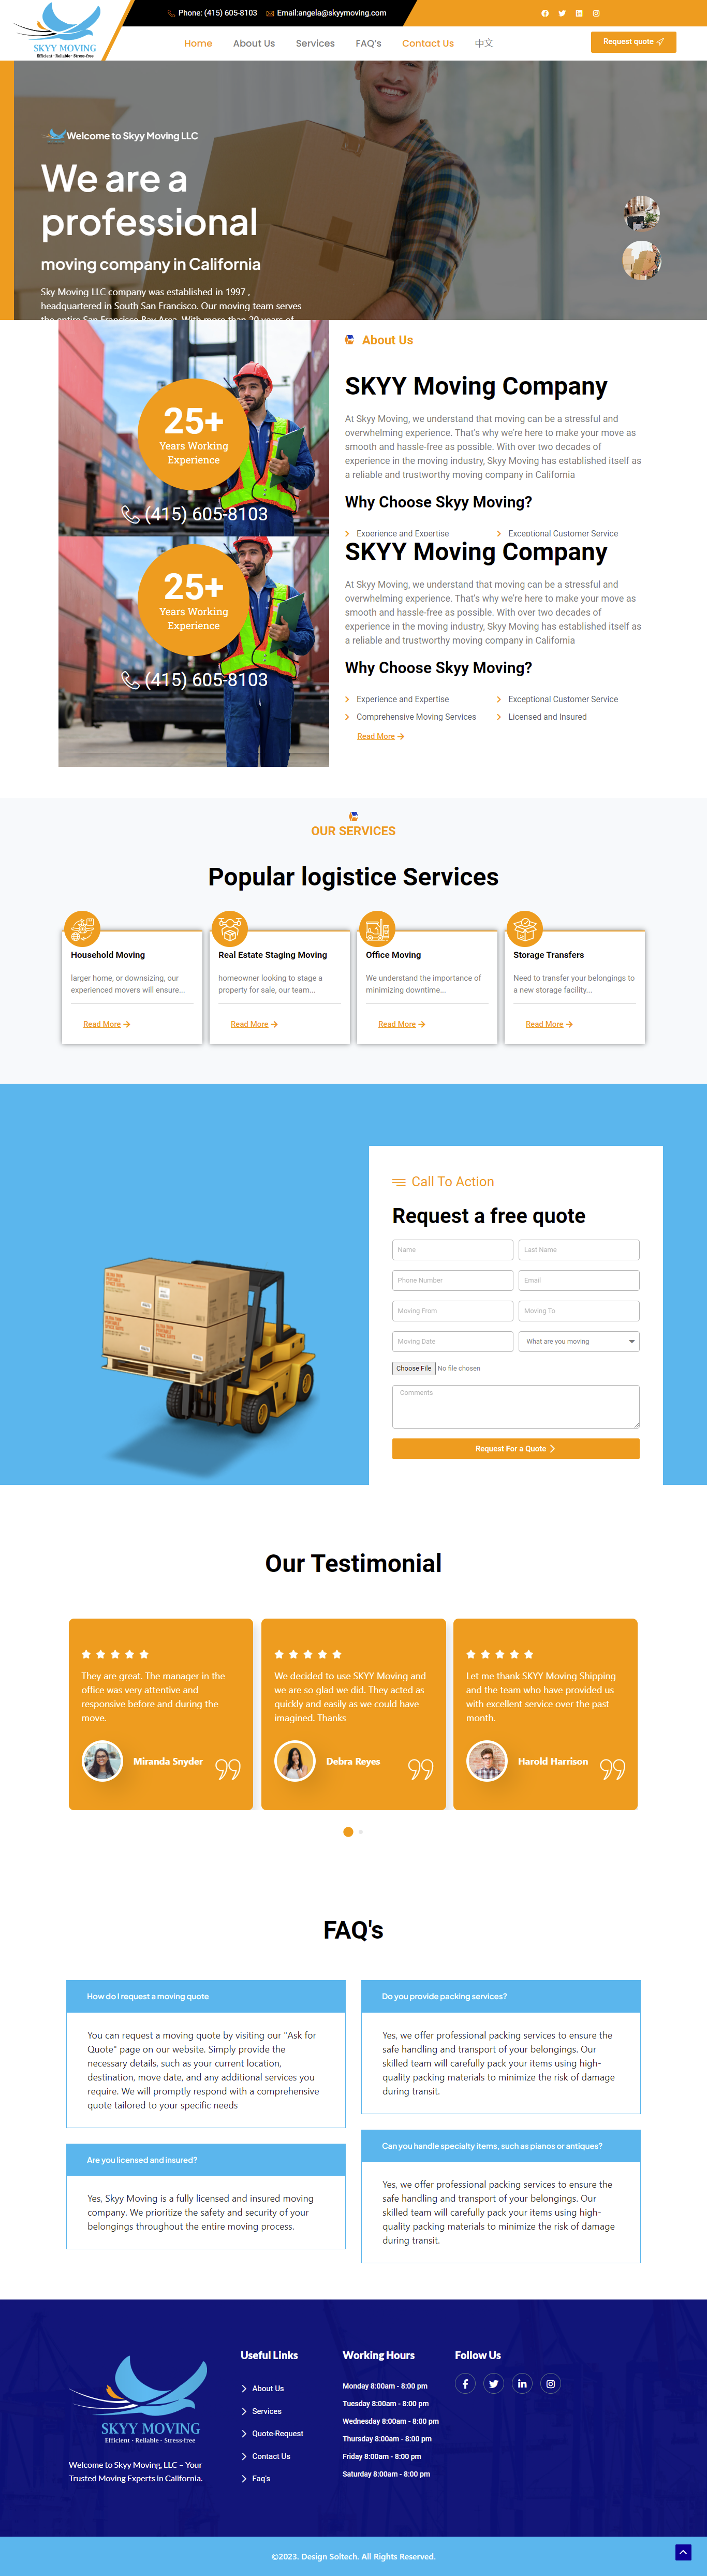 SKYY MOVING
Efficient - Reliable - Stress-free
Phone: (415) 605-8103
Email:angela@skyymoving.com
Home
About Us
Services
FAQ's
Contact Us
中文
Request quote
Welcome to Skyy Moving LLC
We are a
professional
moving company in California
Sky Moving LLC company was established in 1997 ,
headquartered in South San Francisco. Our moving team serves
the entire San Francisco Bay Area. With more than 20 years of
25+
Years Working
Experience
(415) 605-8103
About Us
SKYY Moving Company
At Skyy Moving, we understand that moving can be a stressful and
overwhelming experience. That's why we're here to make your move as
smooth and hassle-free as possible. With over two decades of
experience in the moving industry, Skyy Moving has established itself as
a reliable and trustworthy moving company in California
Why Choose Skyy Moving?
Experience and Expertise
Exceptional Customer Service
25+
Years Working
Experience
(415) 605-8103
SKYY Moving Company
At Skyy Moving, we understand that moving can be a stressful and
overwhelming experience. That's why we're here to make your move as
smooth and hassle-free as possible. With over two decades of
experience in the moving industry, Skyy Moving has established itself as
a reliable and trustworthy moving company in California
Why Choose Skyy Moving?
Experience and Expertise
Exceptional Customer Service
Comprehensive Moving Services
Licensed and Insured
Read More
OUR SERVICES
Popular logistice Services
Household Moving
larger home, or downsizing, our
experienced movers will ensure...
Read More
Real Estate Staging Moving
homeowner looking to stage a
property for sale, our team...
Read More
Office Moving
We understand the importance of
minimizing downtime...
Read More
Storage Transfers
Need to transfer your belongings to
a new storage facility...
Read More
Call To Action
Request a free quote
Name
Last Name
Phone Number
Email
Moving From
Moving To
Moving Date
What are you moving
Choose File No file chosen
Comments
Request For a Quote
Our Testimonial
They are great. The manager in the
office was very attentive and
responsive before and during the
move.
Miranda Snyder
We decided to use SKYY Moving and
we are so glad we did. They acted as
quickly and easily as we could have
imagined. Thanks
Debra Reyes
Let me thank SKYY Moving Shipping
and the team who have provided us
with excellent service over the past
month.
Harold Harrison
FAQ's
How do I request a moving quote
You can request a moving quote by visiting our "Ask for
Quote" page on our website. Simply provide the
necessary details, such as your current location,
destination, move date, and any additional services you
require. We will promptly respond with a comprehensive
quote tailored to your specific needs
Are you licensed and insured?
Yes, Skyy Moving is a fully licensed and insured moving
company. We prioritize the safety and security of your
belongings throughout the entire moving process.
Do you provide packing services?
Yes, we offer professional packing services to ensure the
safe handling and transport of your belongings. Our
skilled team will carefully pack your items using high-
quality packing materials to minimize the risk of damage
during transit.
Can you handle specialty items, such as pianos or antiques?
Yes, we offer professional packing services to ensure the
safe handling and transport of your belongings. Our
skilled team will carefully pack your items using high-
quality packing materials to minimize the risk of damage
during transit.
SKYY MOVING
Efficient - Reliable - Stress-free
Welcome to Skyy Moving, LLC – Your
Trusted Moving Experts in California.
Useful Links
About Us
Services
Quote-Request
Contact Us
Faq's
Working Hours
Monday 8:00am - 8:00 pm
Tuesday 8:00am - 8:00 pm
Wednesday 8:00am - 8:00 pm
Thursday 8:00am - 8:00 pm
Friday 8:00am - 8:00 pm
Saturday 8:00am - 8:00 pm
Follow Us
©2023. Design Soltech. All Rights Reserved.